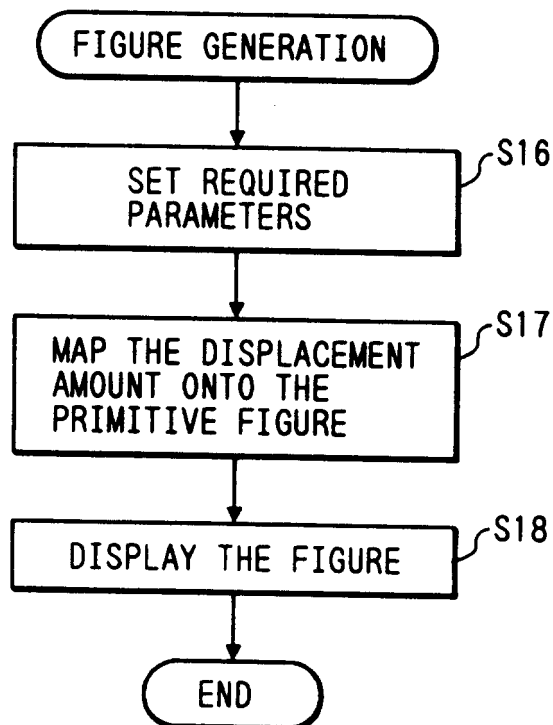 FIGURE GENERATION
S16
SET REQUIRED
PARAMETERS
S17
MAP THE DISPLACEMENT
AMOUNT ONTO THE
PRIMITIVE FIGURE
S18
DISPLAY THE FIGURE
END